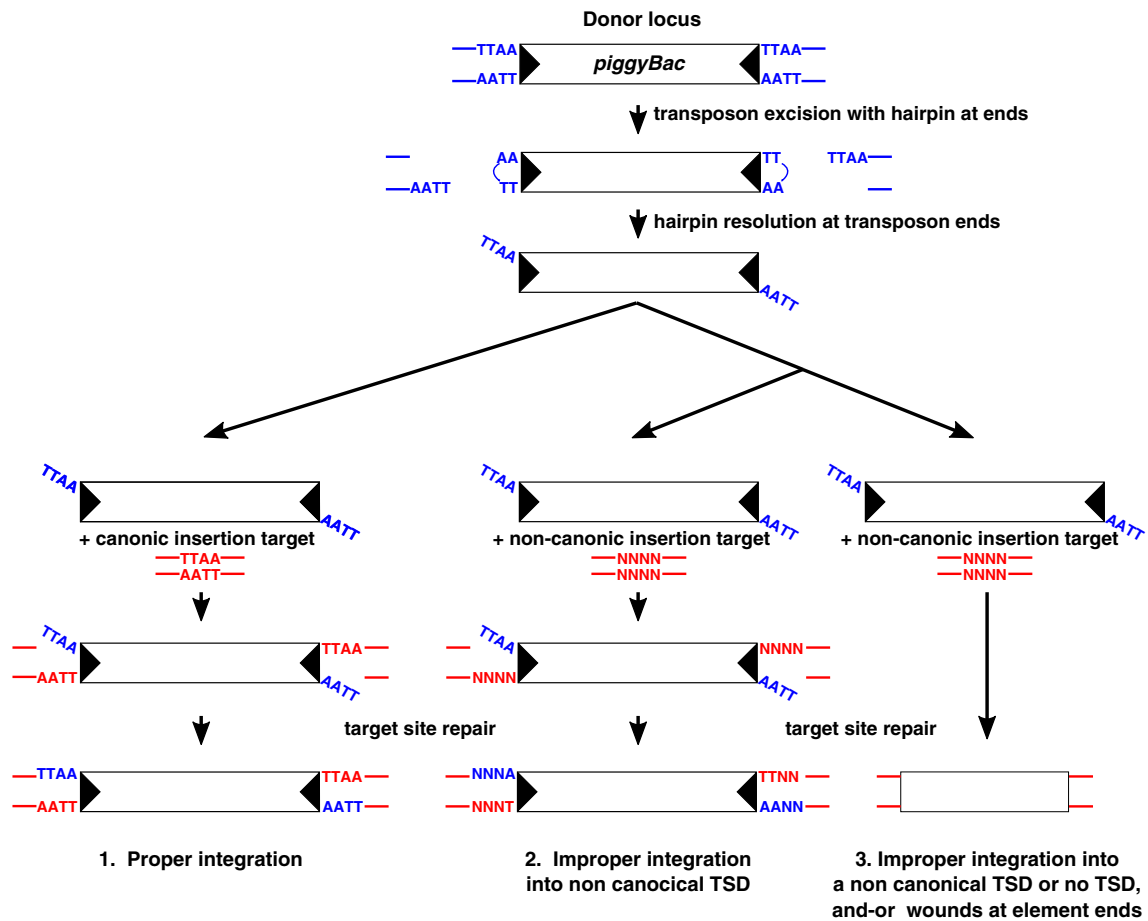 Donor locus
TTAA TTAA
piggyBac
AATT AATT
transposon excision with hairpin at ends
AA TT TTAA
AATT TT AA
hairpin resolution at transposon ends
TTAA
AATT
TTAA TTAA TTAA
AATT AATT AATT
+ canonic insertion target + non-canonic insertion target + non-canonic insertion target
TTAA NNNN NNNN
AATT NNNN NNNN
TTAA TTAA TTAA NNNN
AATT AATT NNNN AATT
target site repair target site repair
TTAA TTAA NNNA TTNN
AATT AATT NNNT AANN
1. Proper integration 2. Improper integration 3. Improper integration into
into non canocical TSD a non canonical TSD or no TSD,
and-or wounds at element ends